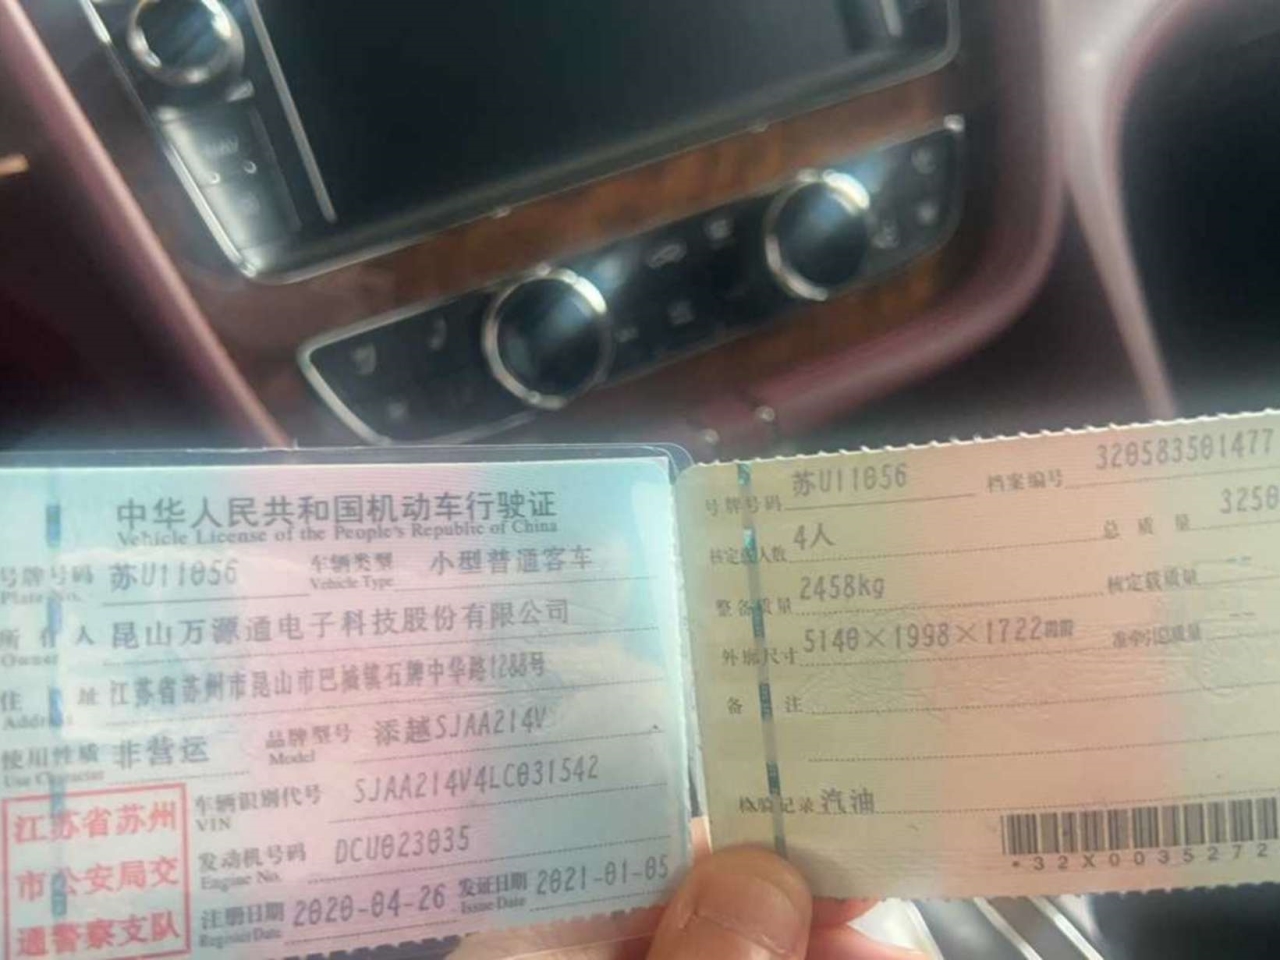 中华人民共和国机动车行驶证
Vehicle License of the People's Republic of China
号牌号码 苏U11056 车辆类型 小型普通客车
Plate No. Vehicle Type
所有人 昆山万源通电子科技股份有限公司
Owner
住址 江苏省苏州市昆山市巴城镇石牌中华路1288号
Address
使用性质 非营运 品牌型号 添越SJAA214V
Use Character Model
江苏省苏州
市公安局交
通警察支队
车辆识别代号 SJAA214V4LC031542
VIN
发动机号码 DCU023035
Engine No.
注册日期 2020-04-26 发证日期 2021-01-05
Register Date Issue Date
号牌号码 苏U11056 档案编号 320583501477
核定载人数 4人 总质量 3250
整备质量 2458kg 核定载质量 --
外廓尺寸 5140×1998×1722 准牵引总质量 --
备注
检验记录 汽油
*32X0035272